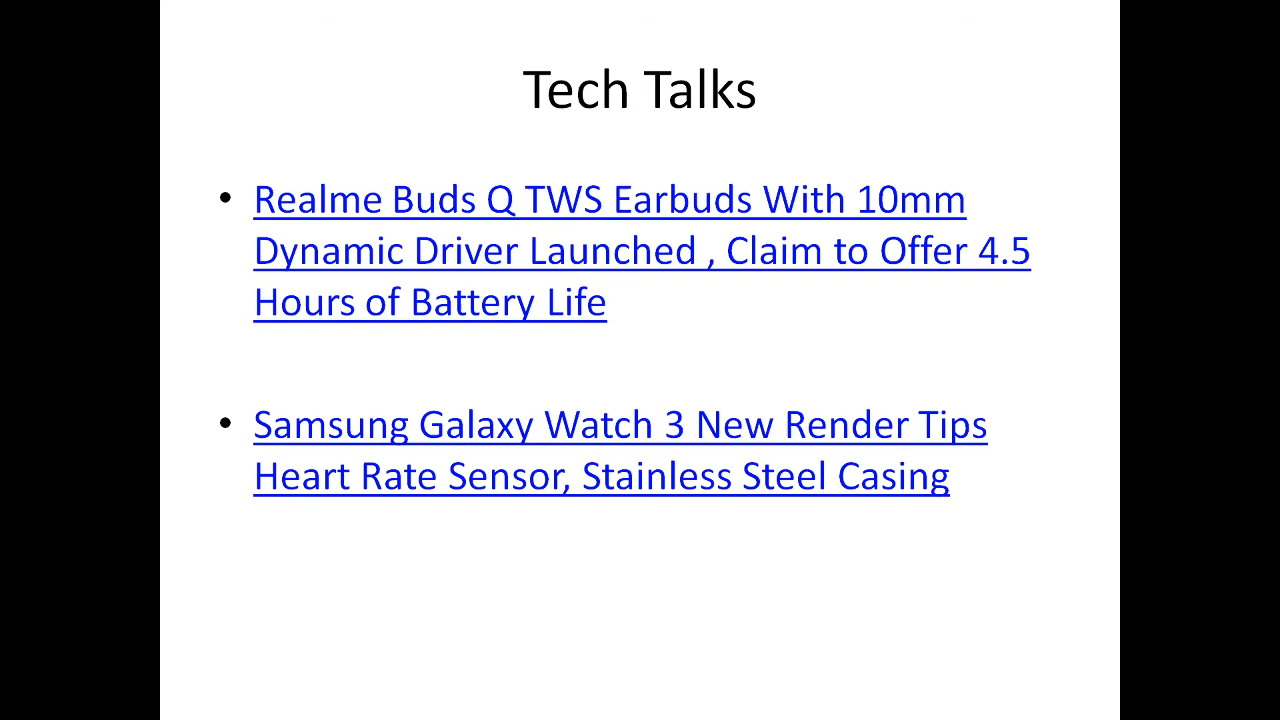 Tech Talks
• Realme Buds Q TWS Earbuds With 10mm
Dynamic Driver Launched , Claim to Offer 4.5
Hours of Battery Life
• Samsung Galaxy Watch 3 New Render Tips
Heart Rate Sensor, Stainless Steel Casing